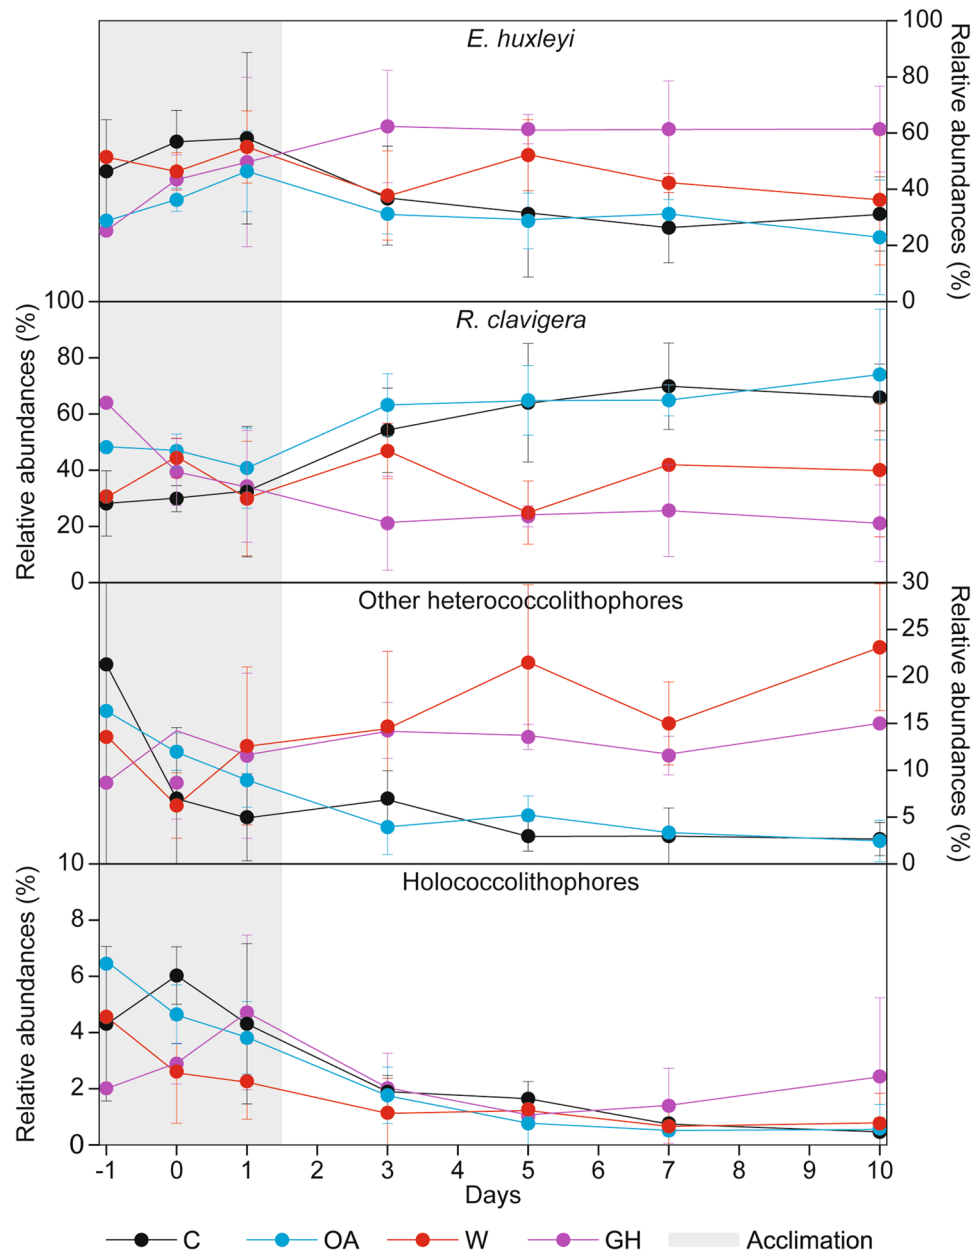 E. huxleyi
100
80
60
40
20
0
Relative abundances (%)
R. clavigera
100
80
60
40
20
0
Relative abundances (%)
Other heterococcolithophores
30
25
20
15
10
5
0
Relative abundances (%)
Holococcolithophores
10
8
6
4
2
0
Relative abundances (%)
-1 0 1 2 3 4 5 6 7 8 9 10
Days
C OA W GH Acclimation